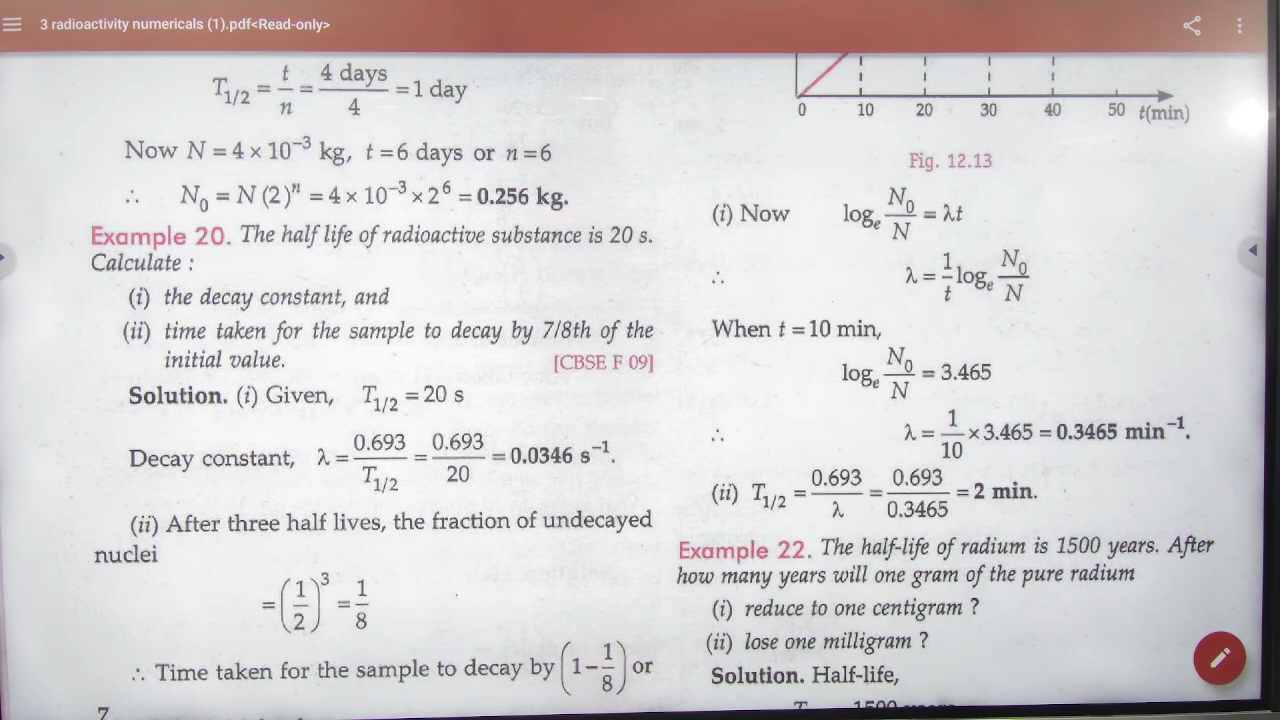 3 radioactivity numericals (1).pdf<Read-only>
T1/2 = t/n = 4 days/4 = 1 day
Now N = 4 × 10⁻³ kg, t = 6 days or n = 6
∴ N₀ = N (2)ⁿ = 4 × 10⁻³ × 2⁶ = 0.256 kg.
Example 20. The half life of radioactive substance is 20 s.
Calculate :
(i) the decay constant, and
(ii) time taken for the sample to decay by 7/8th of the
initial value. [CBSE F 09]
Solution. (i) Given, T1/2 = 20 s
Decay constant, λ = 0.693/T1/2 = 0.693/20 = 0.0346 s⁻¹.
(ii) After three half lives, the fraction of undecayed
nuclei
= (1/2)³ = 1/8
∴ Time taken for the sample to decay by (1 − 1/8) or
7
0 10 20 30 40 50 t(min)
Fig. 12.13
(i) Now logₑ N₀/N = λt
∴ λ = 1/t logₑ N₀/N
When t = 10 min,
logₑ N₀/N = 3.465
∴ λ = 1/10 × 3.465 = 0.3465 min⁻¹.
(ii) T1/2 = 0.693/λ = 0.693/0.3465 = 2 min.
Example 22. The half-life of radium is 1500 years. After
how many years will one gram of the pure radium
(i) reduce to one centigram ?
(ii) lose one milligram ?
Solution. Half-life,
T 1500 years